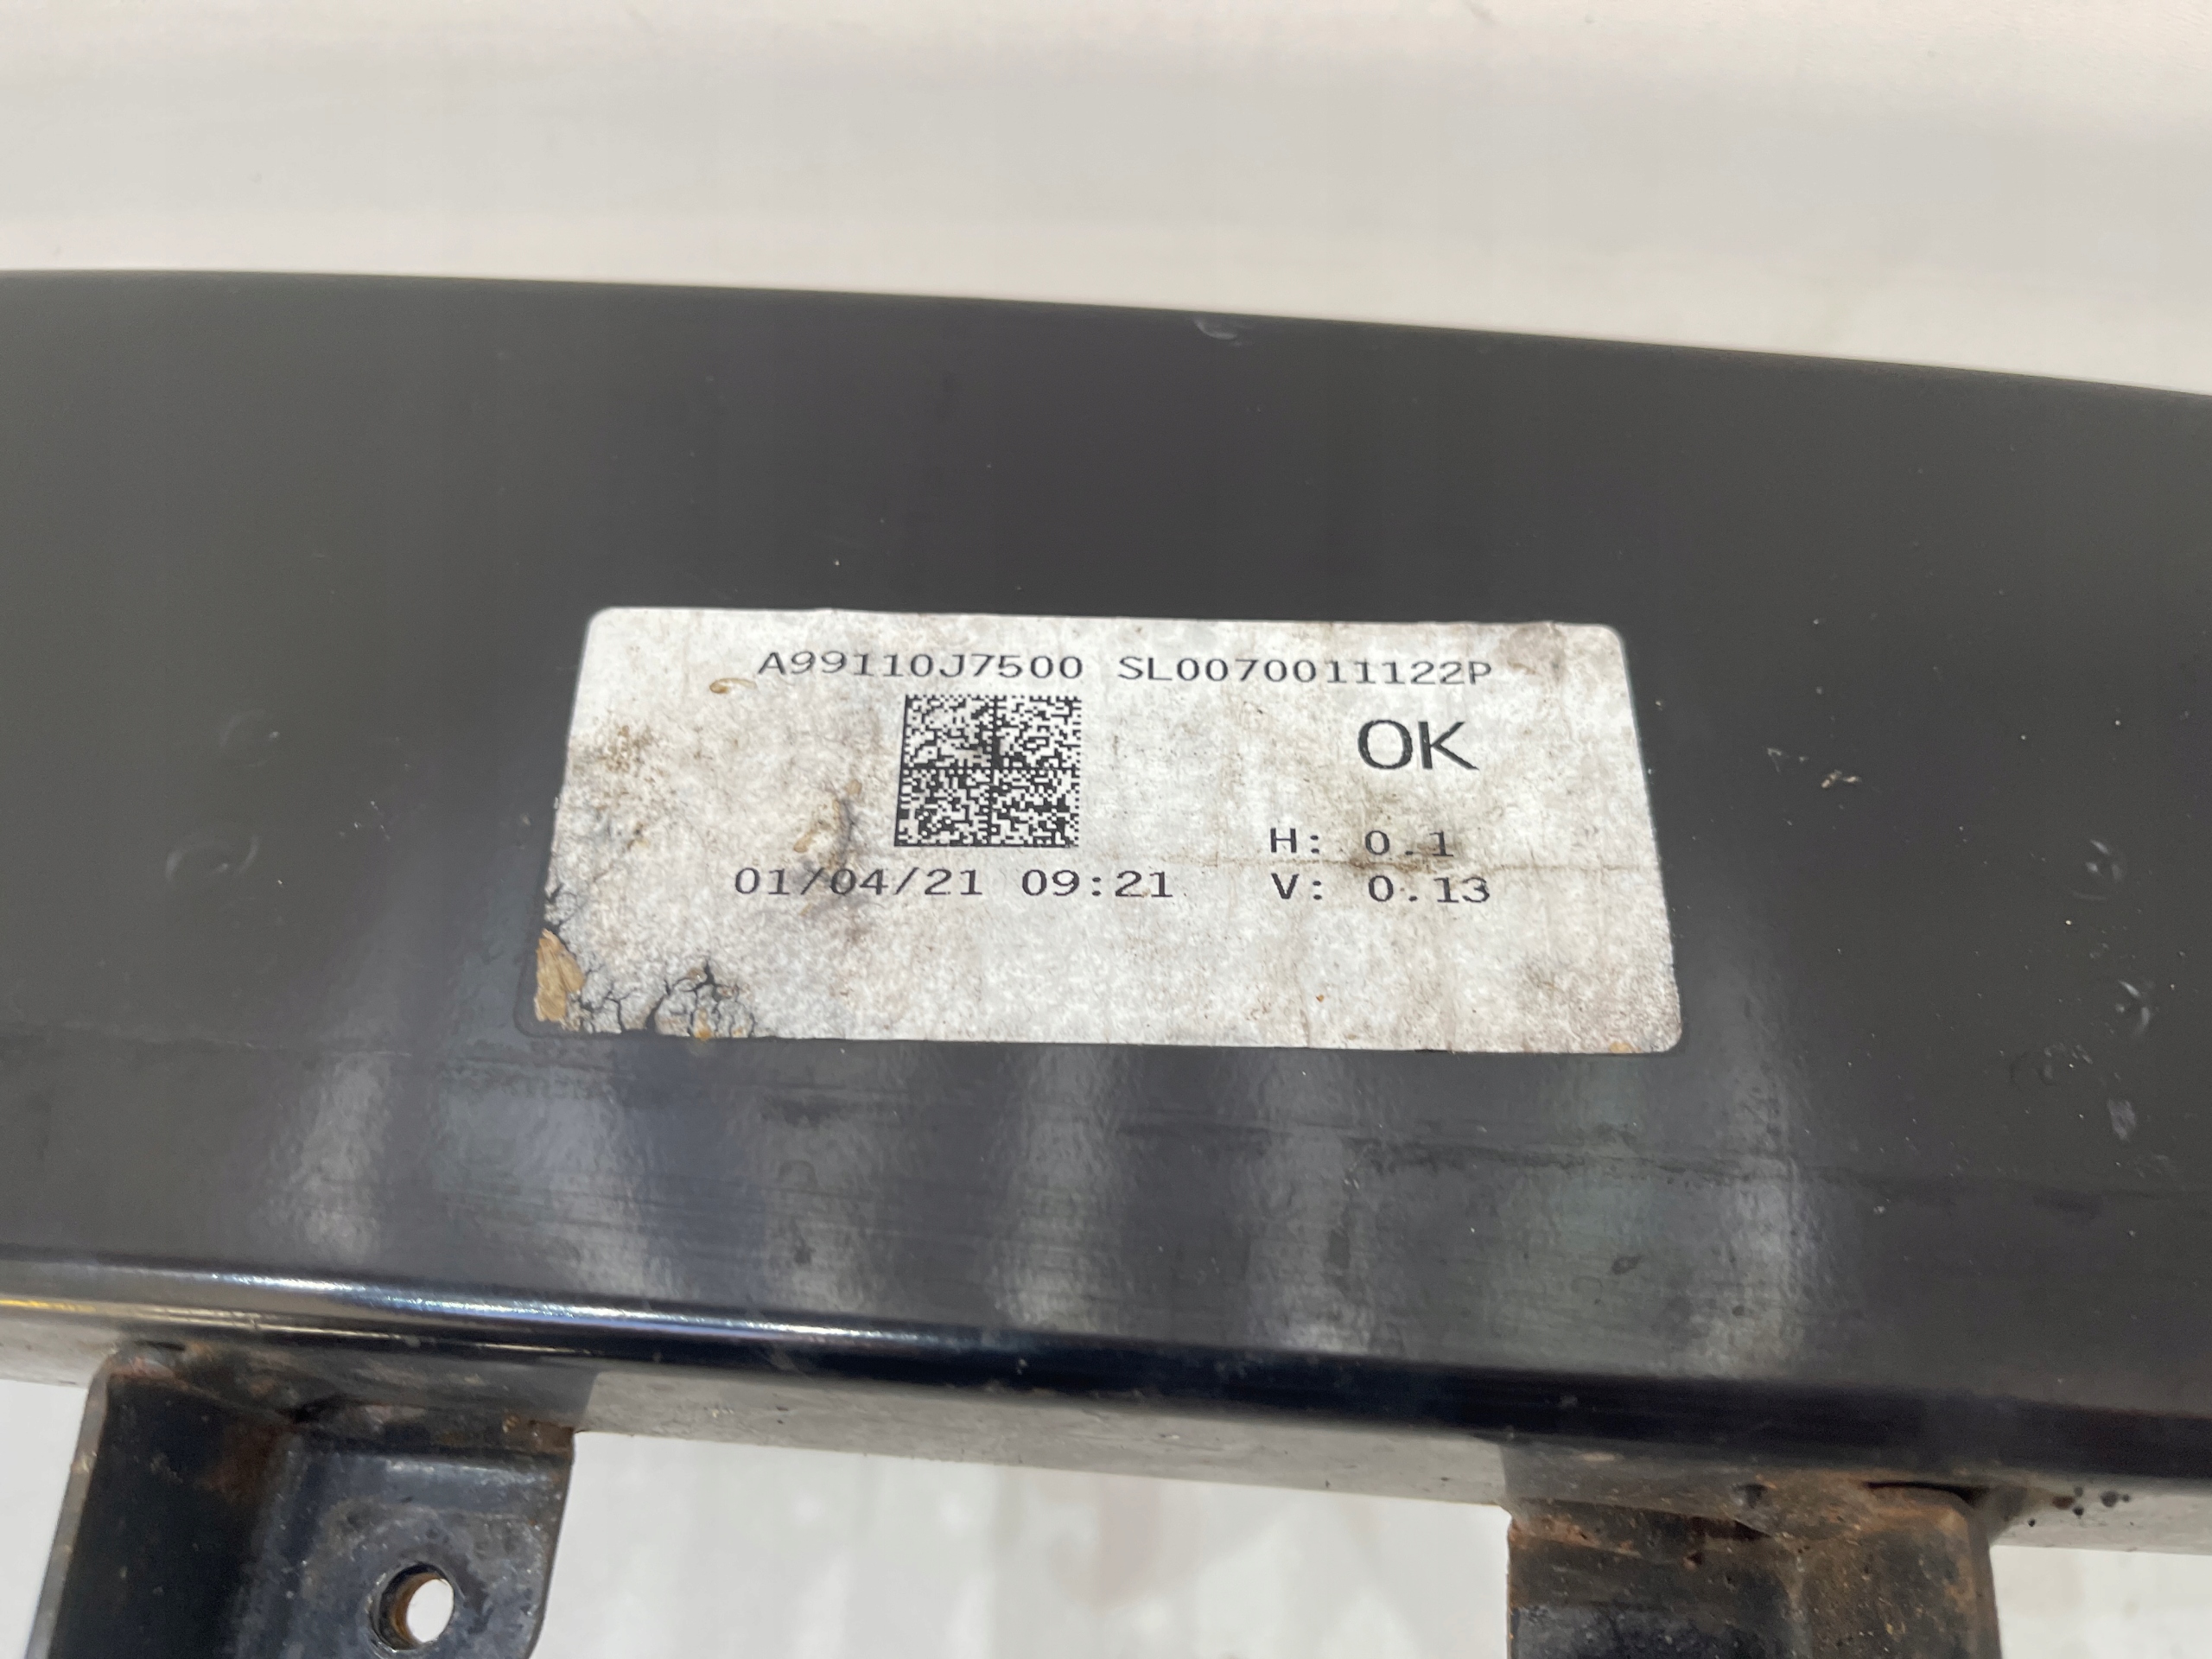 A99110J7500 SL0070011122P
OK
H: 0.1
01/04/21 09:21 V: 0.13